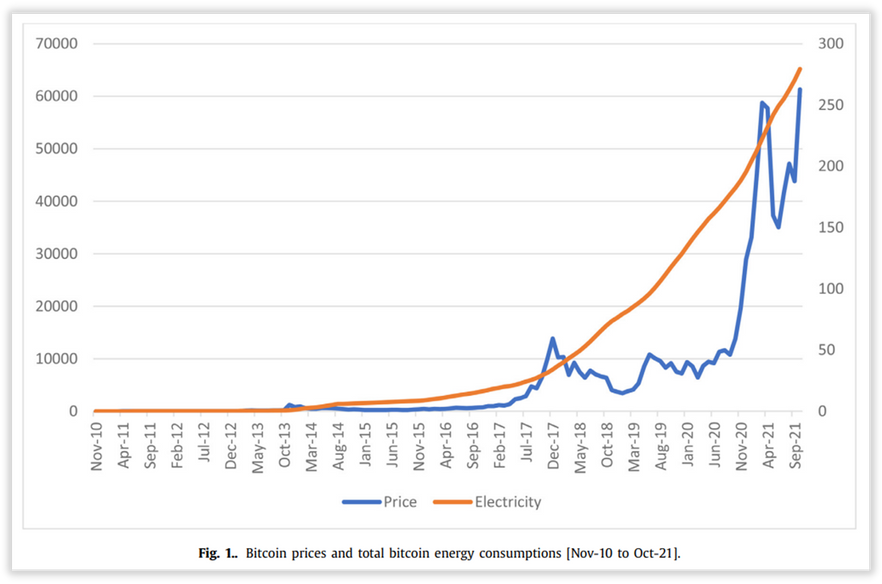 70000
60000
50000
40000
30000
20000
10000
0
300
250
200
150
100
50
0
Nov-10
Apr-11
Sep-11
Feb-12
Jul-12
Dec-12
May-13
Oct-13
Mar-14
Aug-14
Jan-15
Jun-15
Nov-15
Apr-16
Sep-16
Feb-17
Jul-17
Dec-17
May-18
Oct-18
Mar-19
Aug-19
Jan-20
Jun-20
Nov-20
Apr-21
Sep-21
Price Electricity
Fig. 1.. Bitcoin prices and total bitcoin energy consumptions [Nov-10 to Oct-21].